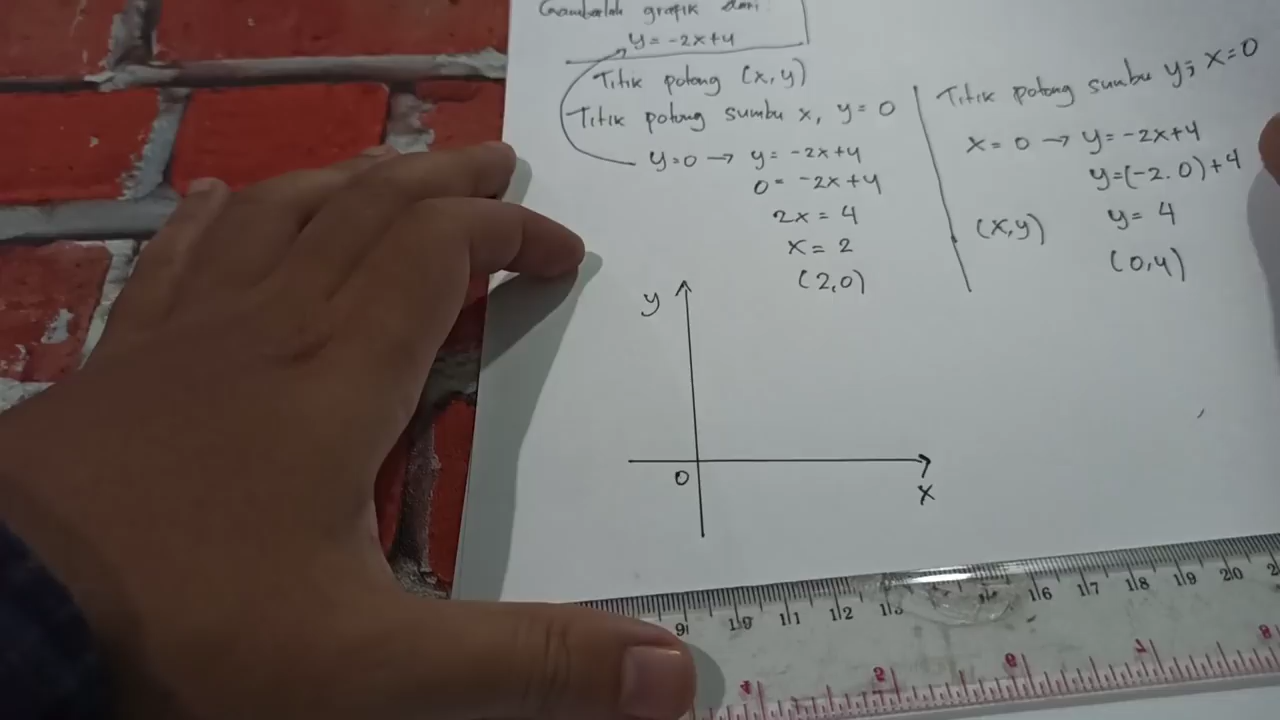 Gambarlah grafik dari
y = -2x+4
Titik potong (x,y)
Titik potong sumbu x, y = 0
y=0 → y = -2x+4
0 = -2x+4
2x = 4
x = 2
(2,0)
Titik potong sumbu y; x=0
x = 0 → y = -2x+4
y=(-2.0)+4
(x,y)
y = 4
(0,4)
y
0
x